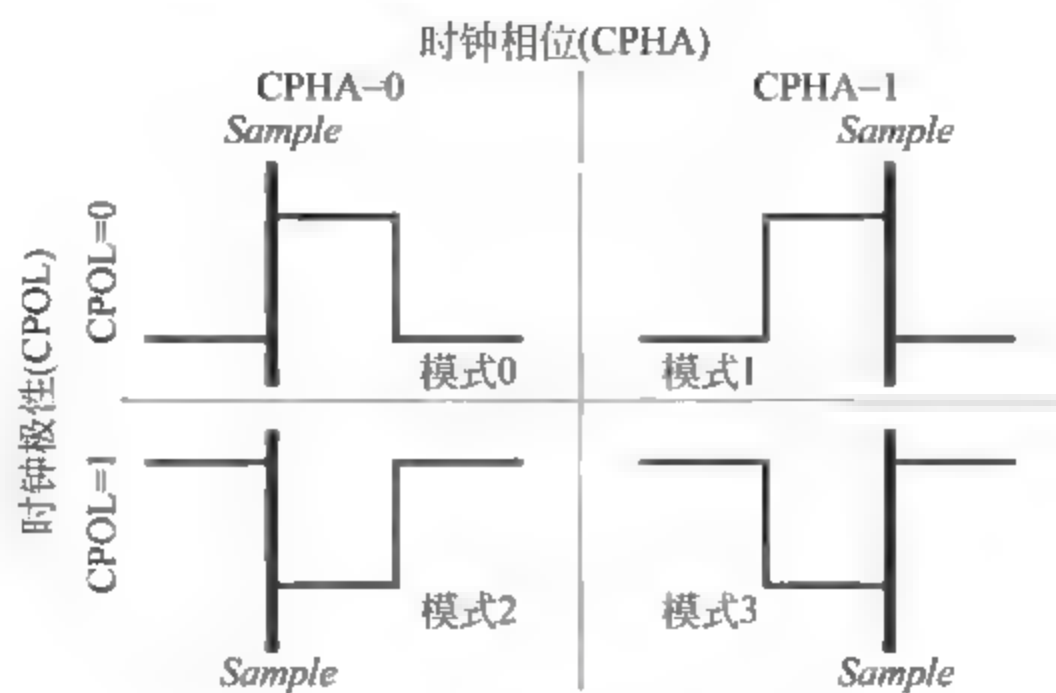 时钟相位(CPHA)
CPHA–0
CPHA–1
Sample
Sample
时钟极性(CPOL)
CPOL=0
模式0
模式1
CPOL=1
模式2
模式3
Sample
Sample